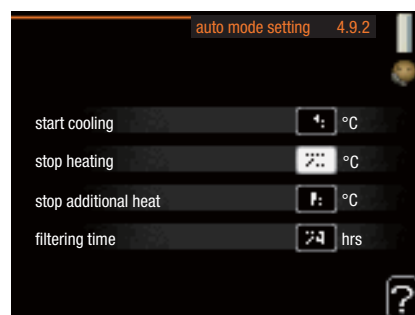 auto mode setting 4.9.2
start cooling °C
stop heating °C
stop additional heat °C
filtering time hrs
?